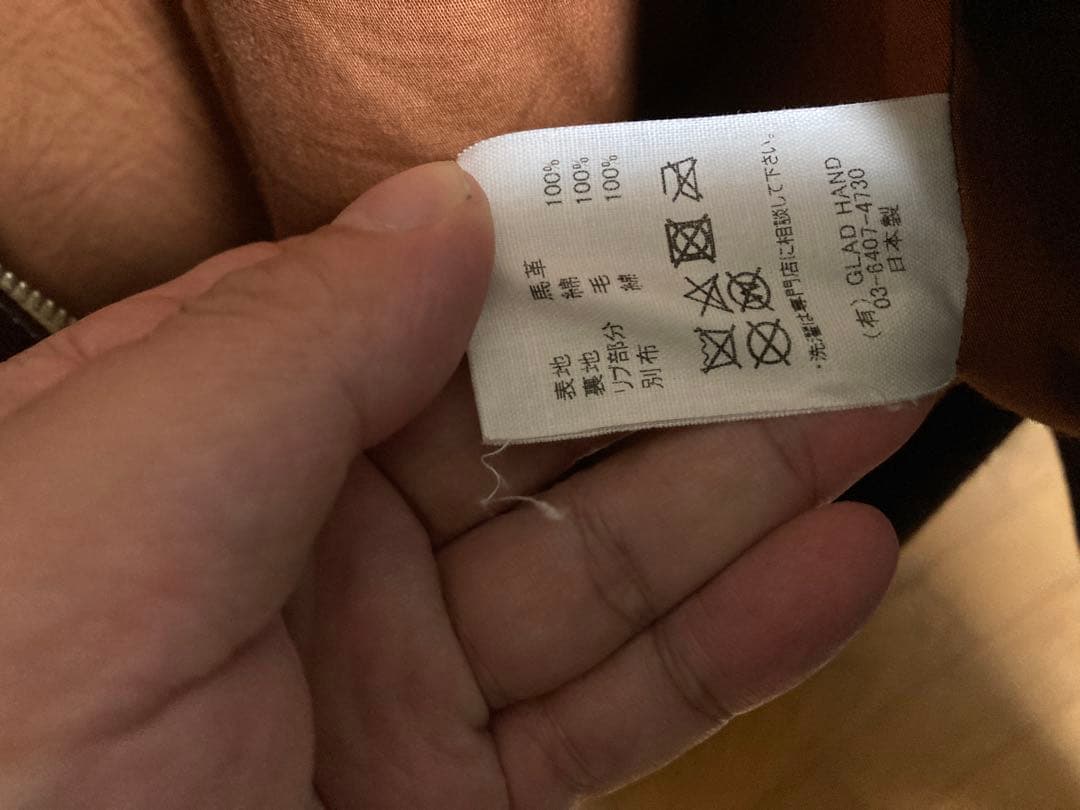 表地 馬革 100%
裏地 綿 100%
リブ部分 毛 100%
別布 綿
・洗濯は専門店に相談して下さい。
(有) GLAD HAND
03-6407-4730
日本製